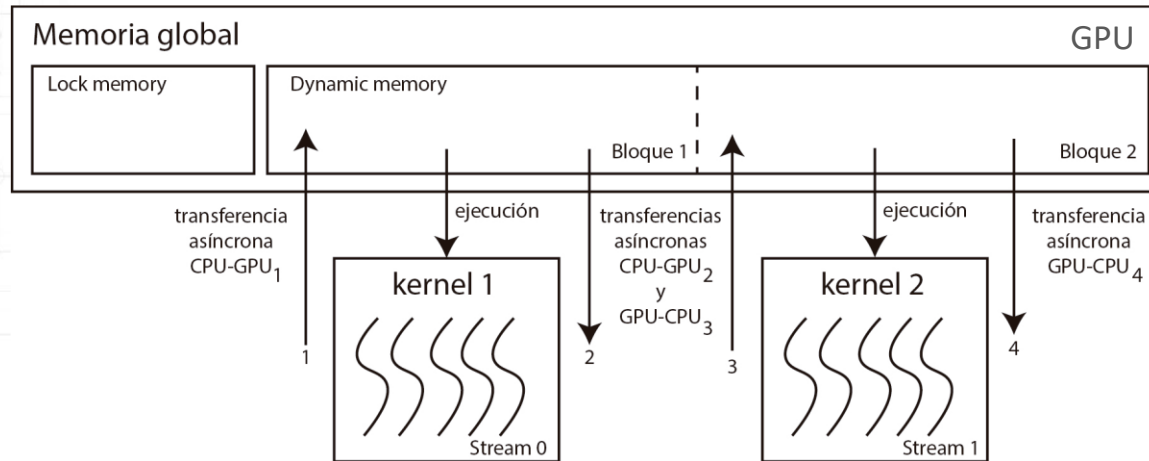 Memoria global
GPU
Lock memory
Dynamic memory
Bloque 1
Bloque 2
transferencia
asíncrona
CPU-GPU1
ejecución
transferencias
asíncronas
CPU-GPU2
y
GPU-CPU3
ejecución
transferencia
asíncrona
GPU-CPU4
kernel 1
kernel 2
1
2
3
4
Stream 0
Stream 1